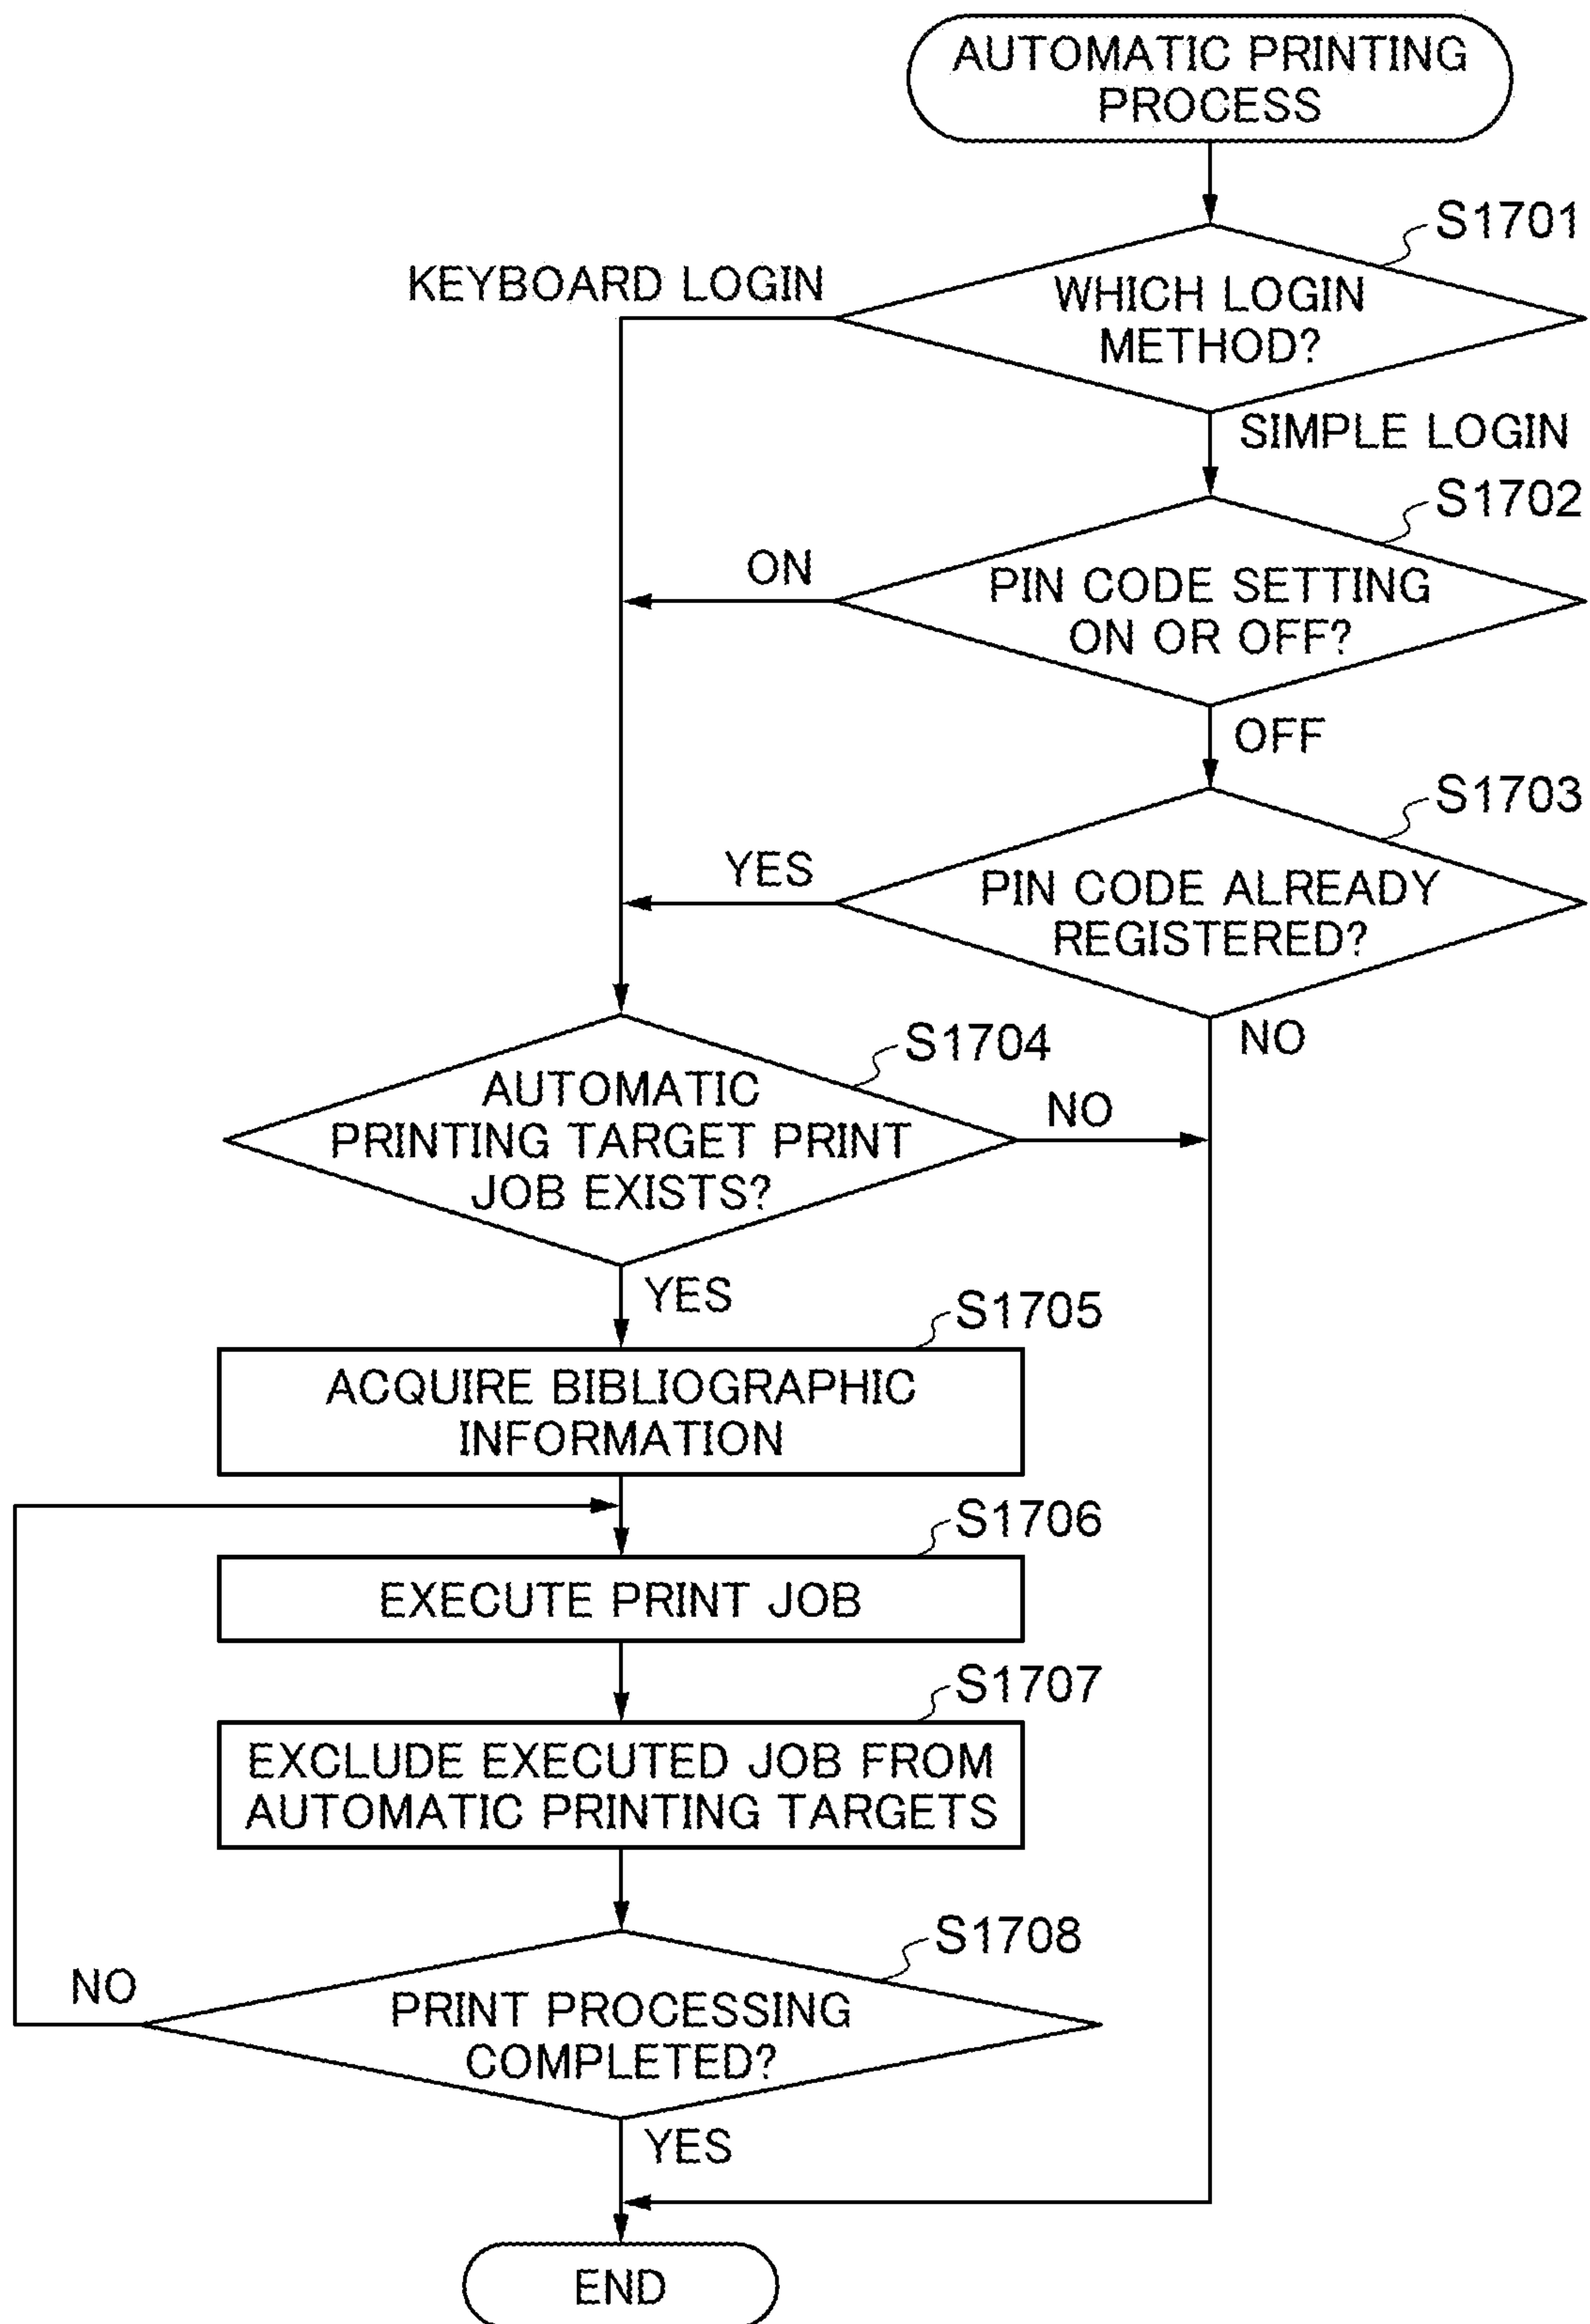 AUTOMATIC PRINTING
PROCESS
S1701
KEYBOARD LOGIN
WHICH LOGIN
METHOD?
SIMPLE LOGIN
S1702
ON
PIN CODE SETTING
ON OR OFF?
OFF
S1703
YES
PIN CODE ALREADY
REGISTERED?
NO
S1704
AUTOMATIC
PRINTING TARGET PRINT
JOB EXISTS?
NO
YES
S1705
ACQUIRE BIBLIOGRAPHIC
INFORMATION
S1706
EXECUTE PRINT JOB
S1707
EXCLUDE EXECUTED JOB FROM
AUTOMATIC PRINTING TARGETS
S1708
NO
PRINT PROCESSING
COMPLETED?
YES
END